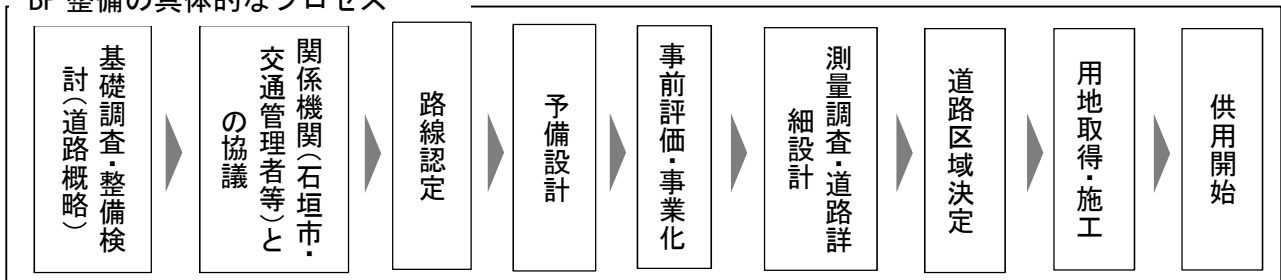 BP 整備の具体的なプロセス
基礎調査・整備検
討（道路概略）
関係機関（石垣市・
交通管理者等）と
の協議
路線認定
予備設計
事前評価・事業化
測量調査・道路詳
細設計
道路区域決定
用地取得・施工
供用開始